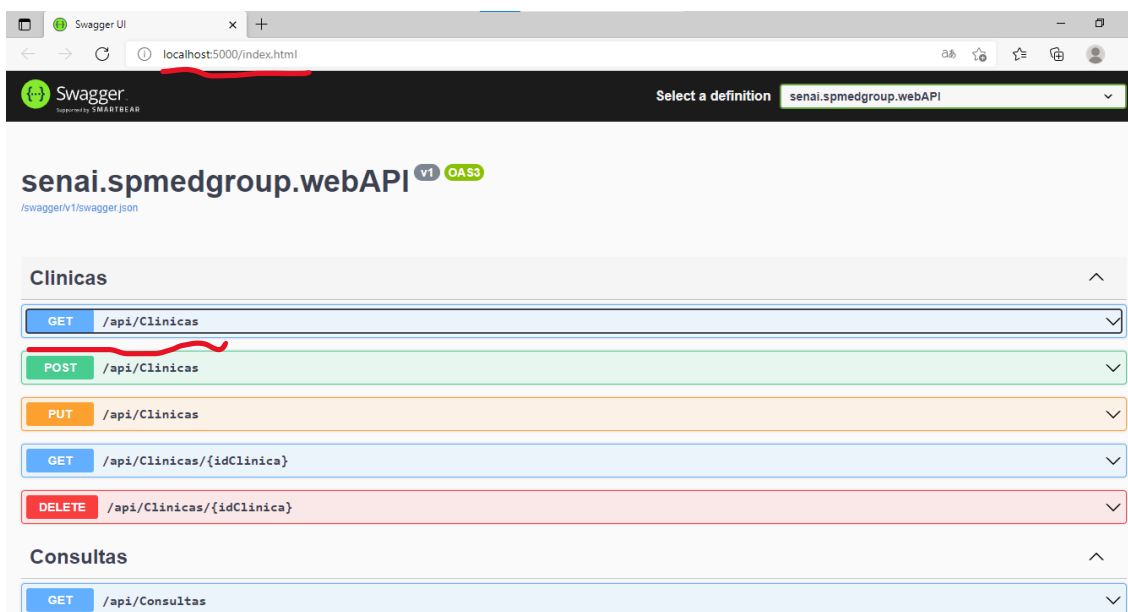 Swagger UI
localhost:5000/index.html
Swagger
Supported by SMARTBEAR
Select a definition
senai.spmedgroup.webAPI
senai.spmedgroup.webAPI v1 OAS3
/swagger/v1/swagger.json
Clinicas
GET /api/Clinicas
POST /api/Clinicas
PUT /api/Clinicas
GET /api/Clinicas/{idClinica}
DELETE /api/Clinicas/{idClinica}
Consultas
GET /api/Consultas